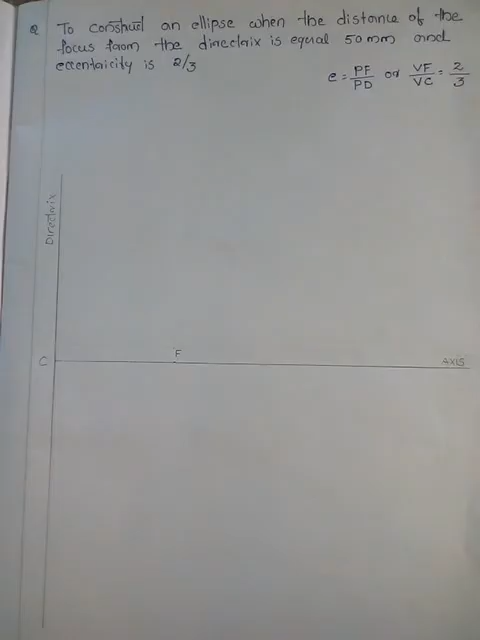 Q To construct an ellipse when the distance of the
focus from the directrix is equal 50 mm and
eccentricity is 2/3
e = PF/PD or VF/VC = 2/3
Directrix
C
F
AXIS